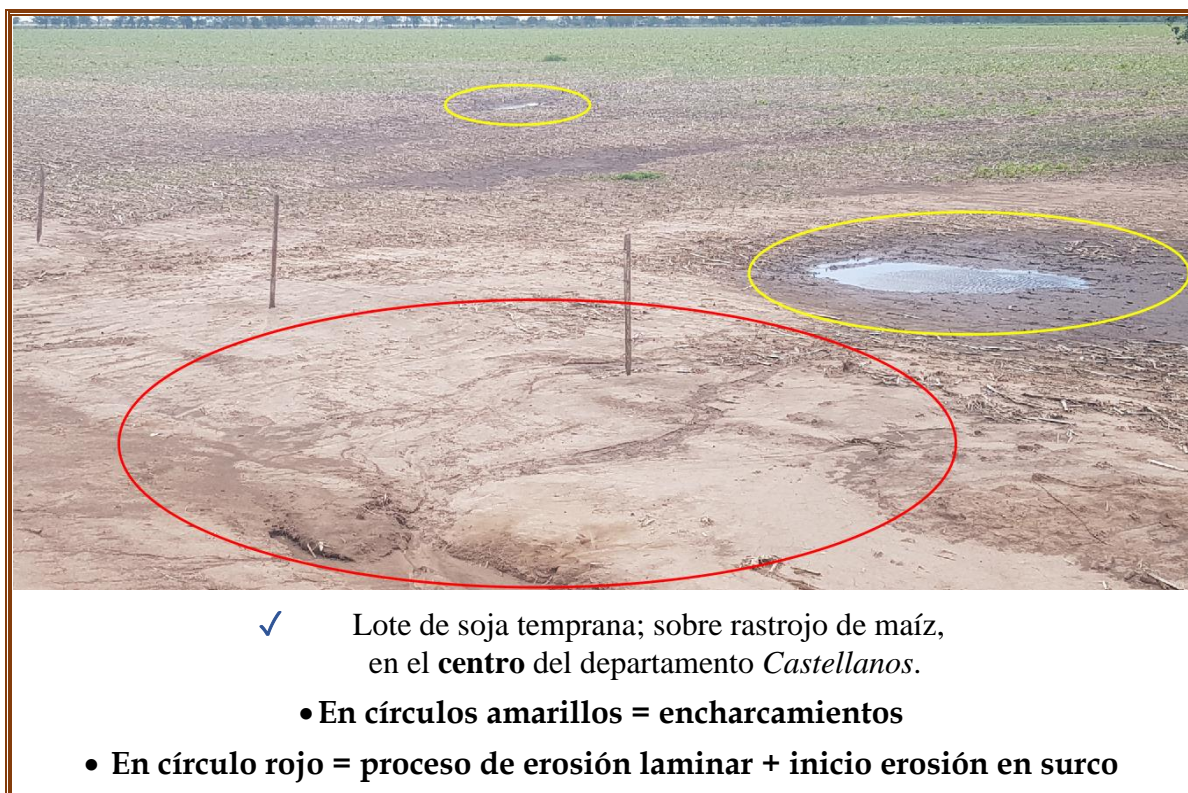 ✓ Lote de soja temprana; sobre rastrojo de maíz,
en el centro del departamento Castellanos.
• En círculos amarillos = encharcamientos
• En círculo rojo = proceso de erosión laminar + inicio erosión en surco